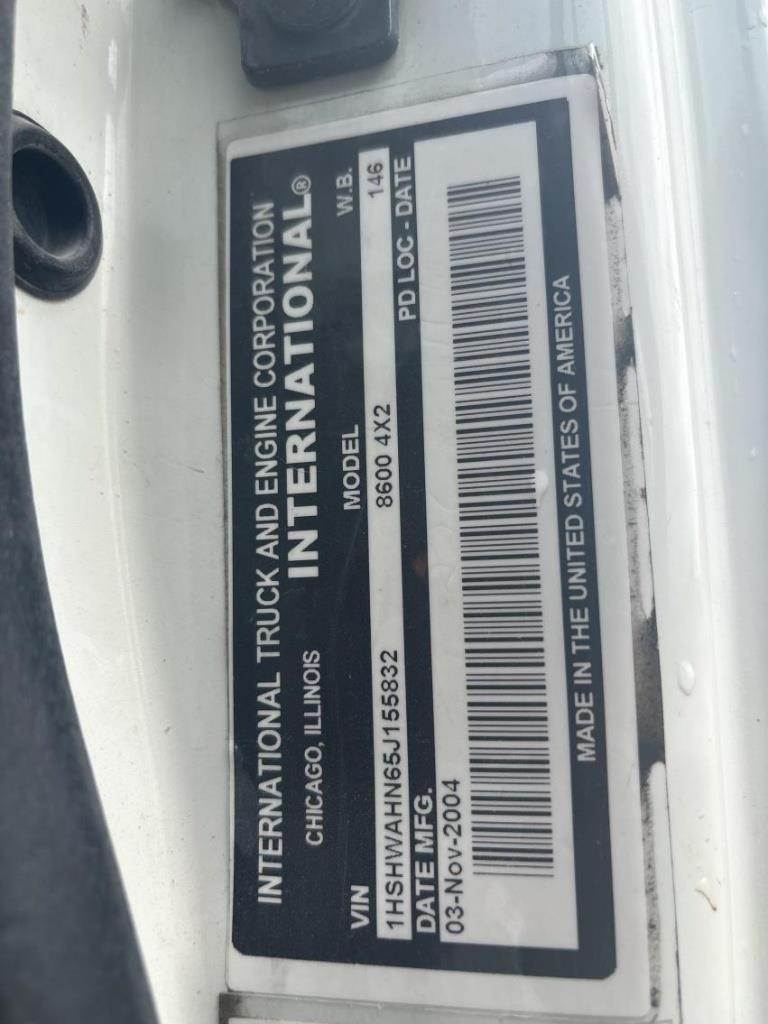 INTERNATIONAL TRUCK AND ENGINE CORPORATION
CHICAGO, ILLINOIS INTERNATIONAL®
VIN MODEL W.B.
1HSHWAHN65J155832 8600 4X2 146
DATE MFG. PD LOC - DATE
03-Nov-2004
MADE IN THE UNITED STATES OF AMERICA